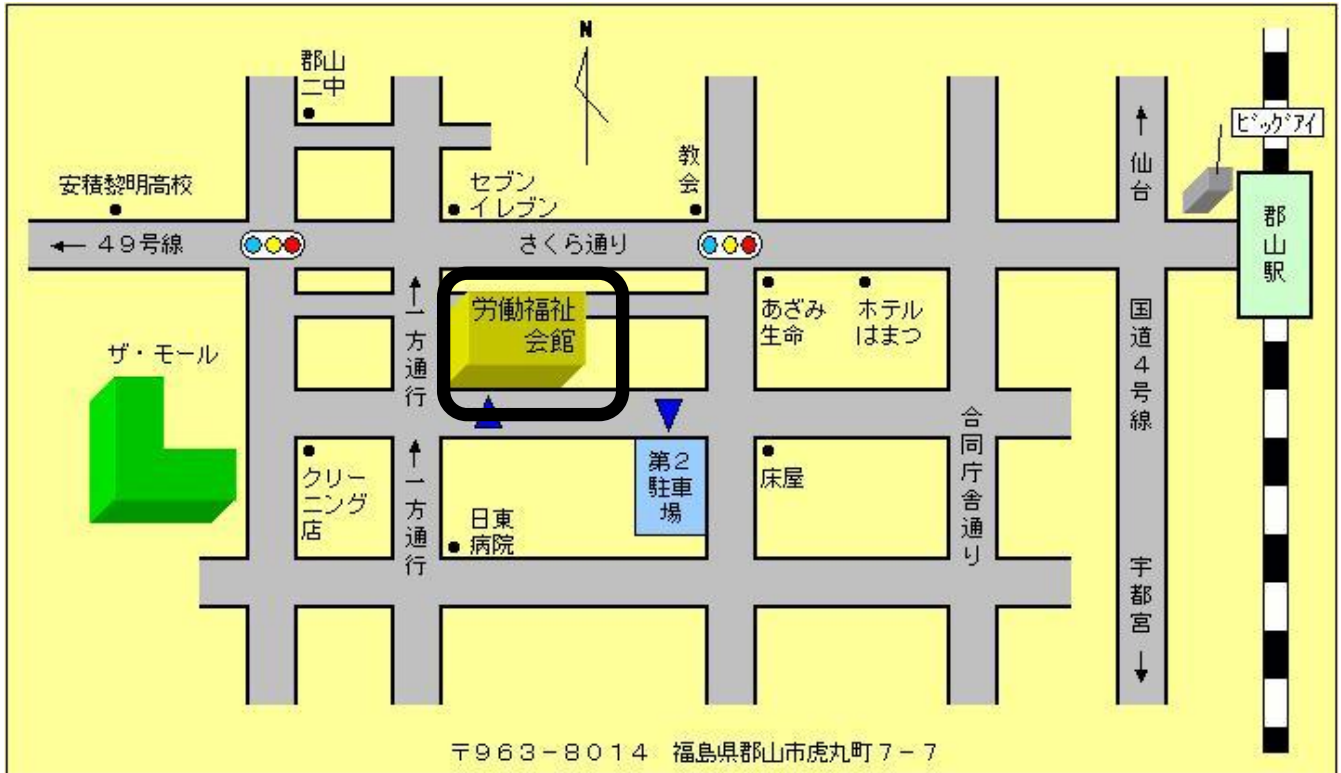 N
郡山
二中
ビッグアイ
教会
仙台
安積黎明高校
セブン
イレブン
郡山駅
← 49号線
さくら通り
労働福祉
会館
あざみ
生命
ホテル
はまつ
一方通行
国道4号線
ザ・モール
合同庁舎通り
クリー
ニング
店
一方通行
第2
駐車
場
床屋
日東
病院
宇都宮
〒963-8014 福島県郡山市虎丸町7-7